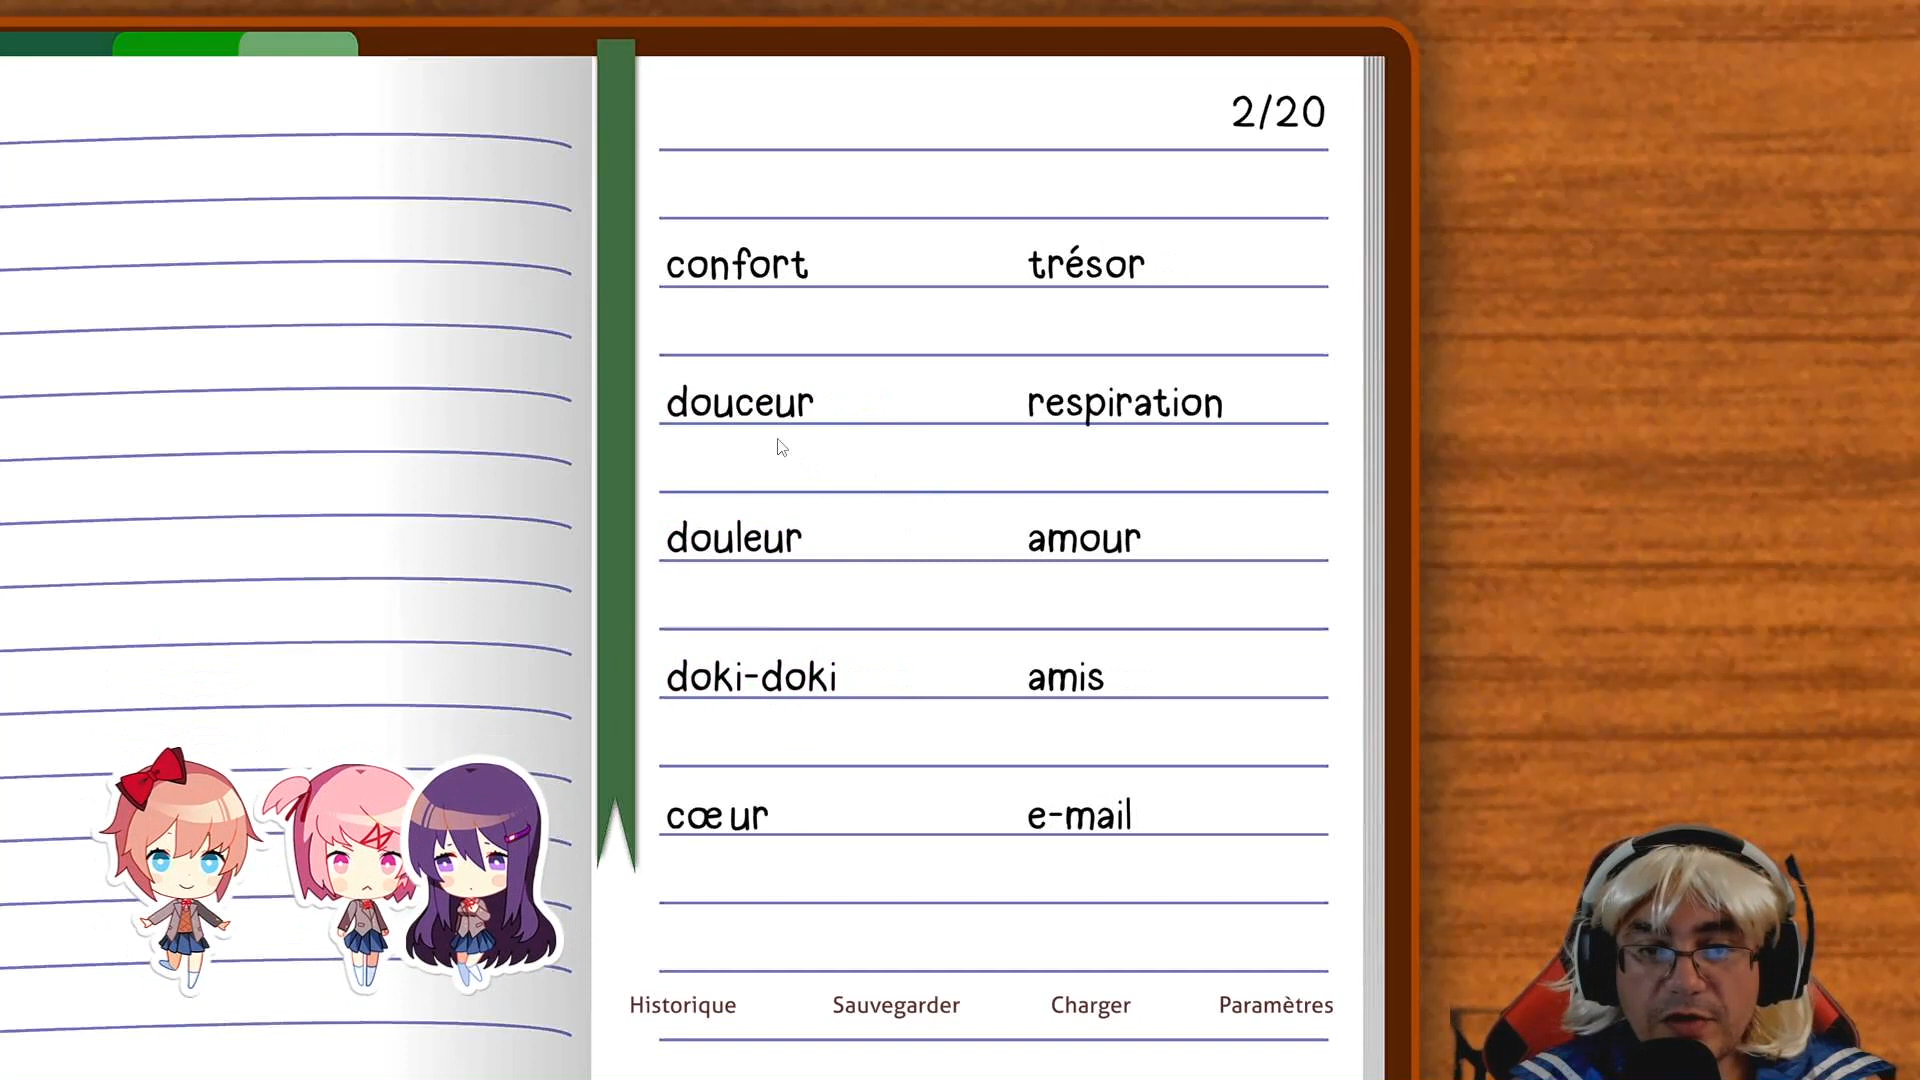 2/20
confort trésor
douceur respiration
douleur amour
doki-doki amis
cœur e-mail
Historique Sauvegarder Charger Paramètres